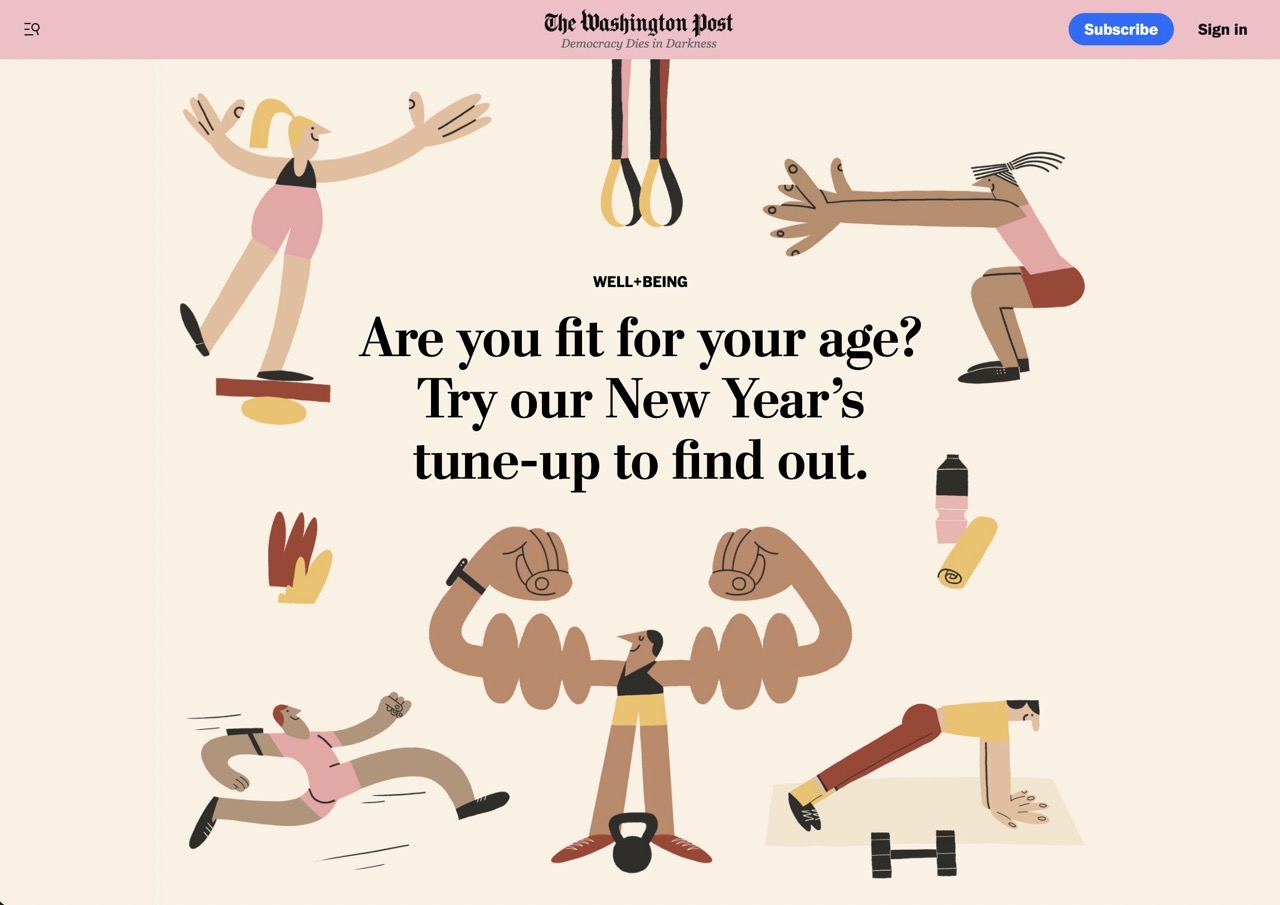 The Washington Post
Democracy Dies in Darkness
Subscribe
Sign in
WELL+BEING
Are you fit for your age?
Try our New Year’s
tune-up to find out.